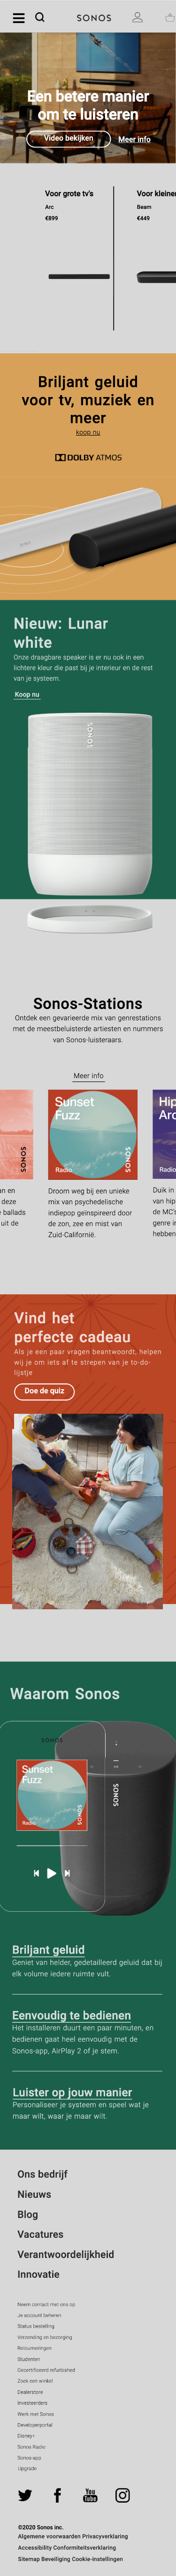 SONOS
Een betere manier
om te luisteren
Video bekijken
Meer info
Voor grote tv's
Arc
€899
Voor kleine
Beam
€449
Briljant geluid
voor tv, muziek en
meer
koop nu
DOLBY ATMOS
Nieuw: Lunar
white
Onze draagbare speaker is er nu ook in een
lichtere kleur die past bij je interieur en de rest
van je systeem.
Koop nu
SONOS
Sonos-Stations
Ontdek een gevarieerde mix van genrestations
met de meestbeluisterde artiesten en nummers
van Sonos-luisteraars.
Meer info
SONOS
an en
deze
ballads
uit de
Sunset
Fuzz
Radio
SONOS
Droom weg bij een unieke
mix van psychedelische
indiepop geïnspireerd door
de zon, zee en mist van
Zuid-Californië.
Hip
Arc
Radio
Duik in
van hip
de MC's
genre in
hebben
Vind het
perfecte cadeau
Als je een paar vragen beantwoordt, helpen
wij je om iets af te strepen van je to-do-
lijstje
Doe de quiz
Waarom Sonos
SONOS
Sunset
Fuzz
Radio
SONOS
SONOS
Briljant geluid
Geniet van helder, gedetailleerd geluid dat bij
elk volume iedere ruimte vult.
Eenvoudig te bedienen
Het installeren duurt een paar minuten, en
bedienen gaat heel eenvoudig met de
Sonos-app, AirPlay 2 of je stem.
Luister op jouw manier
Personaliseer je systeem en speel wat je
maar wilt, waar je maar wilt.
Ons bedrijf
Nieuws
Blog
Vacatures
Verantwoordelijkheid
Innovatie
Neem contact met ons op
Je account beheren
Status bestelling
Verzending en bezorging
Retourneringen
Studenten
Gecertificeerd refurbished
Zoek een winkel
Dealerstore
Investeerders
Werk met Sonos
Developerportal
Disney+
Sonos Radio
Sonos-app
Upgrade
You
Tube
©2020 Sonos inc.
Algemene voorwaarden Privacyverklaring
Accessibility Conformiteitsverklaring
Sitemap Beveiliging Cookie-instellingen